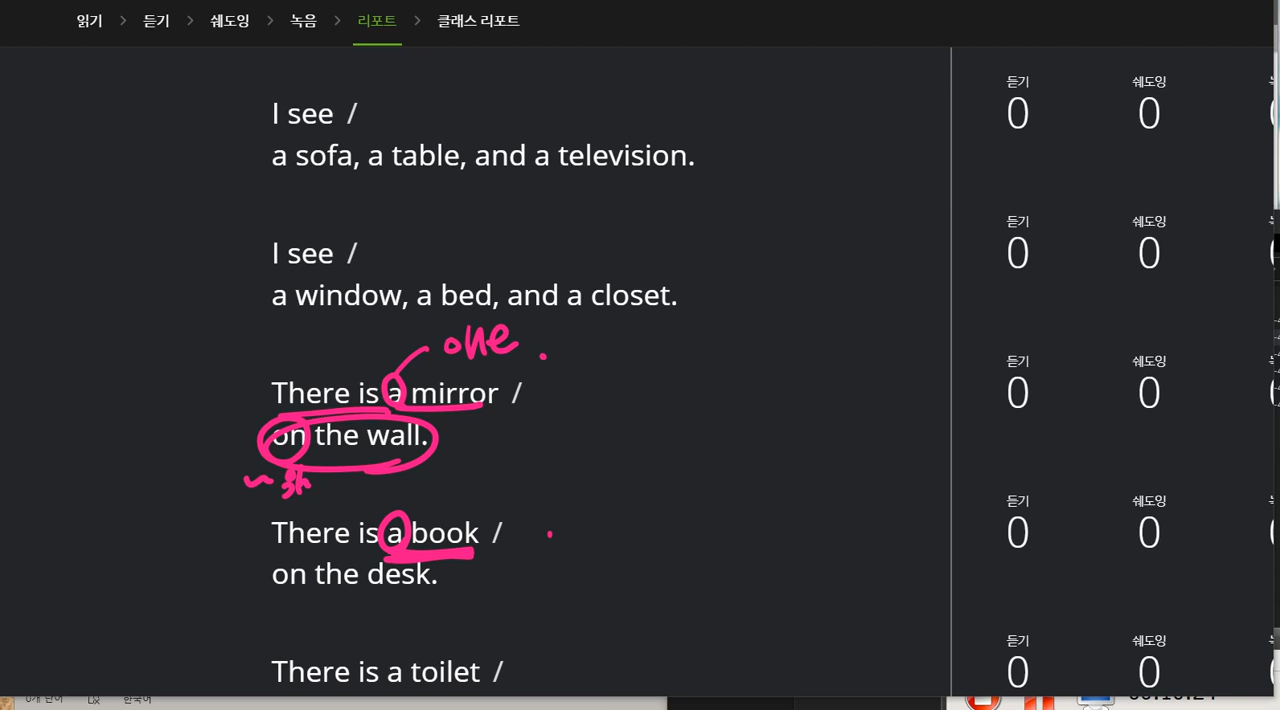 읽기 > 듣기 > 쉐도잉 > 녹음 > 리포트 > 클래스 리포트
듣기 쉐도잉
0 0
I see /
a sofa, a table, and a television.
듣기 쉐도잉
0 0
I see /
a window, a bed, and a closet.
one.
듣기 쉐도잉
0 0
There is a mirror /
on the wall.
듣기 쉐도잉
0 0
There is a book /
on the desk.
듣기 쉐도잉
0 0
There is a toilet /
0개 단어 한국어